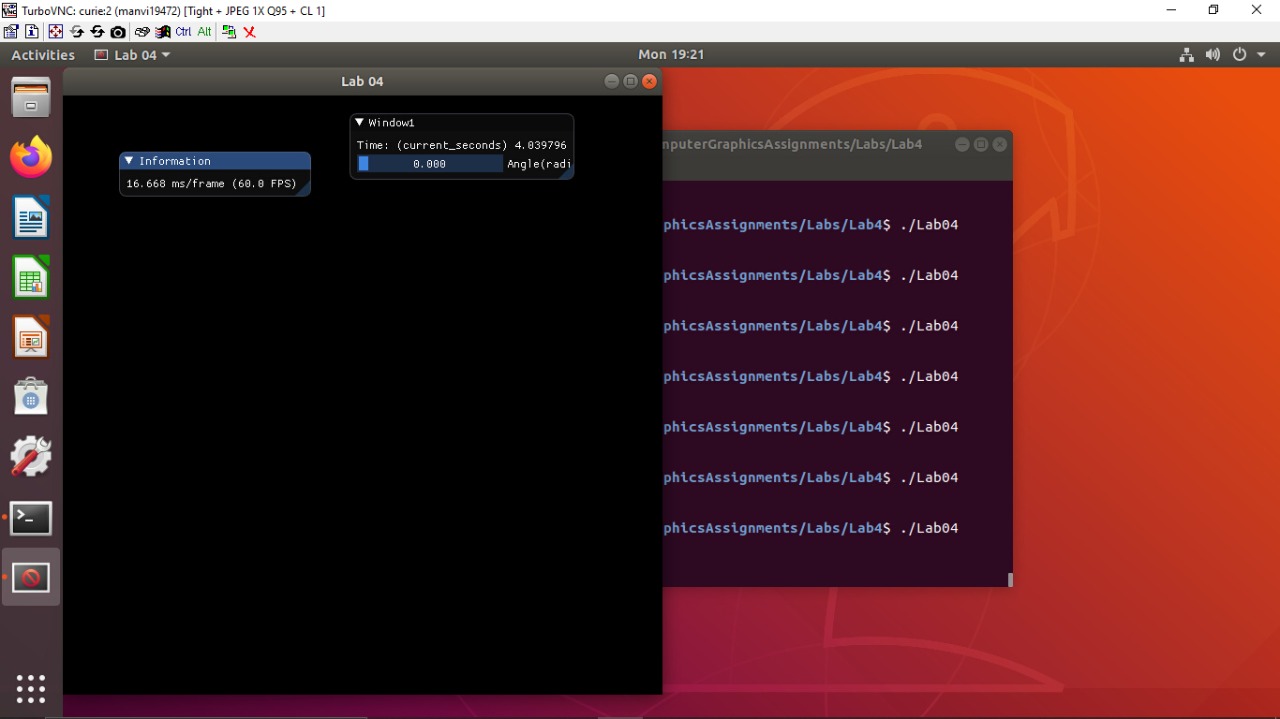 TurboVNC: curie:2 (manvi19472) [Tight + JPEG 1X Q95 + CL 1]
Ctrl Alt
Activities Lab 04 Mon 19:21
Lab 04
Window1
Time: (current_seconds) 4.039796
0.000 Angle(radi
Information
16.668 ms/frame (60.0 FPS)
mputerGraphicsAssignments/Labs/Lab4
phicsAssignments/Labs/Lab4$ ./Lab04
phicsAssignments/Labs/Lab4$ ./Lab04
phicsAssignments/Labs/Lab4$ ./Lab04
phicsAssignments/Labs/Lab4$ ./Lab04
phicsAssignments/Labs/Lab4$ ./Lab04
phicsAssignments/Labs/Lab4$ ./Lab04
phicsAssignments/Labs/Lab4$ ./Lab04